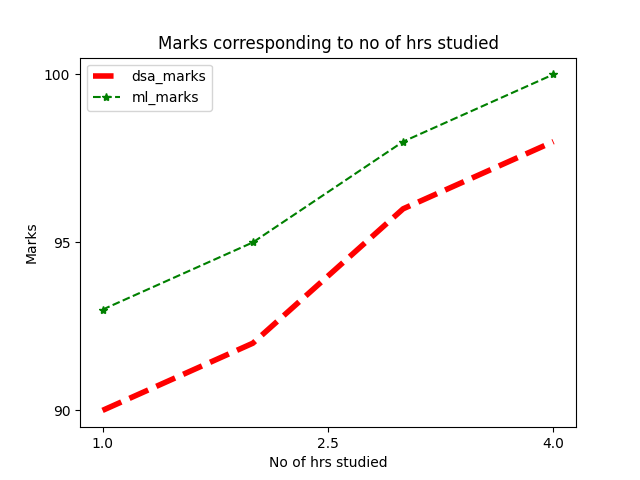 Marks corresponding to no of hrs studied
dsa_marks
ml_marks
100
95
90
Marks
1.0 2.5 4.0
No of hrs studied